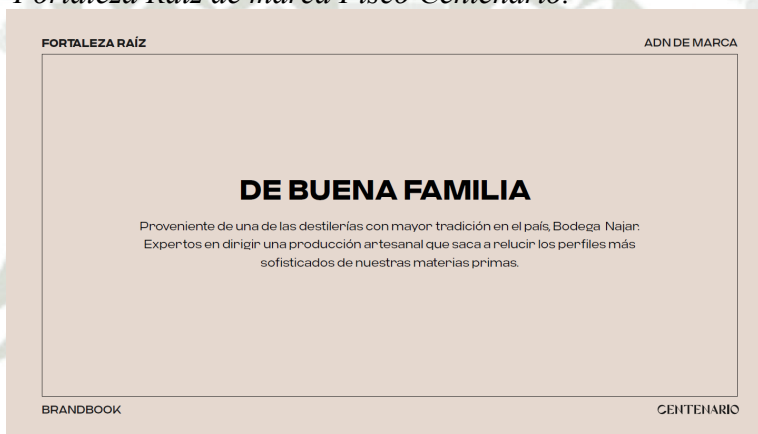 Fortaleza Raíz de marca Pisco Centenario.
FORTALEZA RAÍZ
ADN DE MARCA
DE BUENA FAMILIA
Proveniente de una de las destilerías con mayor tradición en el país, Bodega Najar.
Expertos en dirigir una producción artesanal que saca a relucir los perfiles más
sofisticados de nuestras materias primas.
BRANDBOOK
CENTENARIO